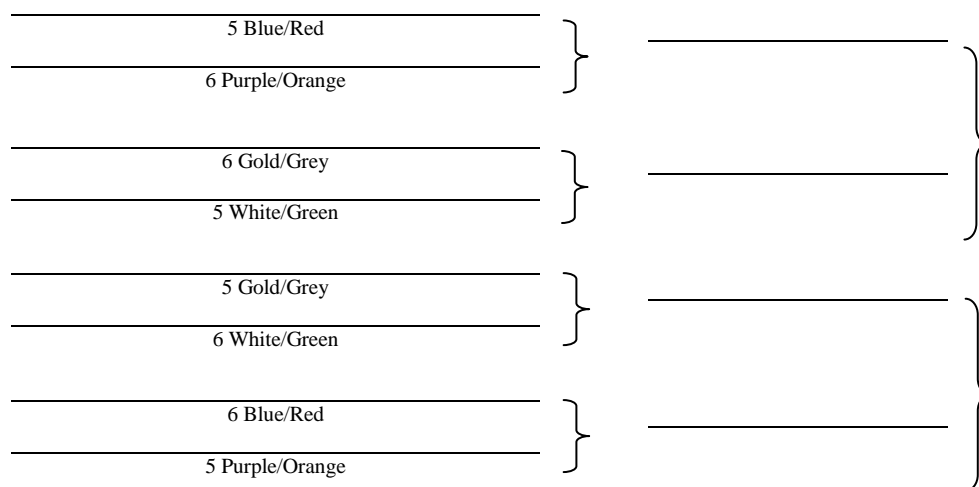 5 Blue/Red
6 Purple/Orange
6 Gold/Grey
5 White/Green
5 Gold/Grey
6 White/Green
6 Blue/Red
5 Purple/Orange